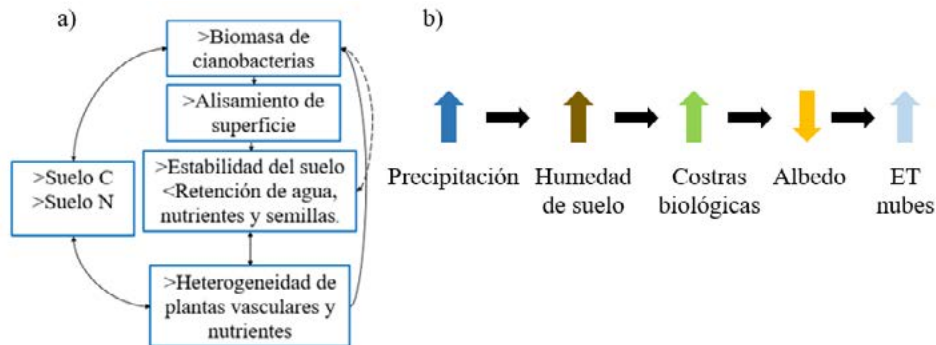 a)
>Biomasa de
cianobacterias
>Alisamiento de
superficie
>Estabilidad del suelo
<Retención de agua,
nutrientes y semillas.
>Suelo C
>Suelo N
>Heterogeneidad de
plantas vasculares y
nutrientes
b)
Precipitación
Humedad
de suelo
Costras
biológicas
Albedo
ET
nubes